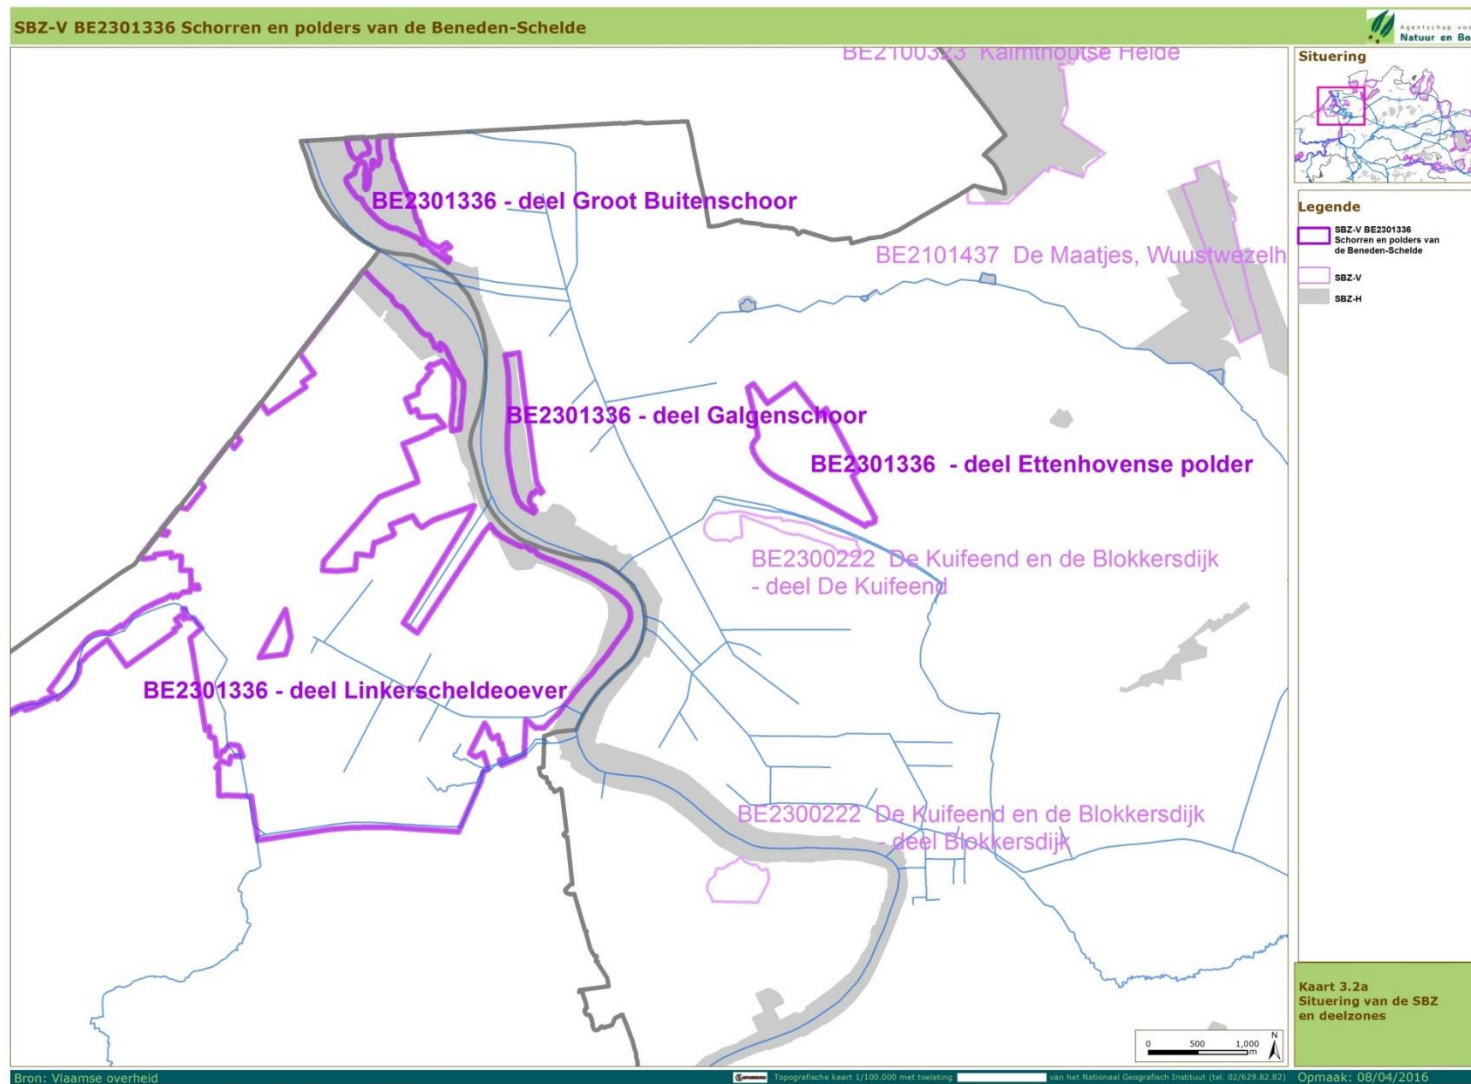 SBZ-V BE2301336 Schorren en polders van de Beneden-Schelde
Agentschap voo
Natuur en Bo
BE2100323 Kalmthoutse Heide
BE2301336 - deel Groot Buitenschoor
BE2101437 De Maatjes, Wuustwezelh
BE2301336 - deel Galgenschoor
BE2301336 - deel Ettenhovense polder
BE2300222 De Kuifeend en de Blokkersdijk
- deel De Kuifeend
BE2301336 - deel Linkerscheldeoever
BE2300222 De Kuifeend en de Blokkersdijk
- deel Blokkersdijk
0 500 1,000
m
N
Situering
Legende
SBZ-V BE2301336
Schorren en polders van
de Beneden-Schelde
SBZ-V
SBZ-H
Kaart 3.2a
Situering van de SBZ
en deelzones
Bron: Vlaamse overheid
Topografische kaart 1/100.000 met toelating
van het Nationaal Geografisch Instituut (tel. 02/629.82.82)
Opmaak: 08/04/2016